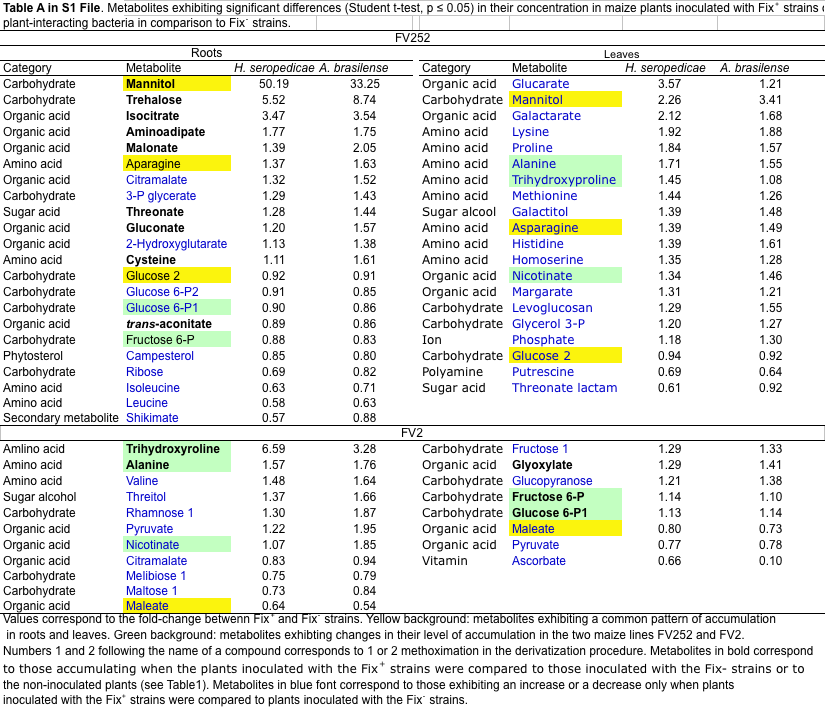 Table A in S1 File. Metabolites exhibiting significant differences (Student t-test, p ≤ 0.05) in their concentration in maize plants inoculated with Fix+ strains
plant-interacting bacteria in comparison to Fix- strains.
FV252
Roots Leaves
Category Metabolite H. seropedicae A. brasilense Category Metabolite H. seropedicae A. brasilense
Carbohydrate Mannitol 50.19 33.25 Organic acid Glucarate 3.57 1.21
Carbohydrate Trehalose 5.52 8.74 Carbohydrate Mannitol 2.26 3.41
Organic acid Isocitrate 3.47 3.54 Organic acid Galactarate 2.12 1.68
Organic acid Aminoadipate 1.77 1.75 Amino acid Lysine 1.92 1.88
Organic acid Malonate 1.39 2.05 Amino acid Proline 1.84 1.57
Amino acid Aparagine 1.37 1.63 Amino acid Alanine 1.71 1.55
Organic acid Citramalate 1.32 1.52 Amino acid Trihydroxyproline 1.45 1.08
Carbohydrate 3-P glycerate 1.29 1.43 Amino acid Methionine 1.44 1.26
Sugar acid Threonate 1.28 1.44 Sugar alcool Galactitol 1.39 1.48
Organic acid Gluconate 1.20 1.57 Amino acid Asparagine 1.39 1.49
Organic acid 2-Hydroxyglutarate 1.13 1.38 Amino acid Histidine 1.39 1.61
Amino acid Cysteine 1.11 1.61 Amino acid Homoserine 1.35 1.28
Carbohydrate Glucose 2 0.92 0.91 Organic acid Nicotinate 1.34 1.46
Carbohydrate Glucose 6-P2 0.91 0.85 Organic acid Margarate 1.31 1.21
Carbohydrate Glucose 6-P1 0.90 0.86 Carbohydrate Levoglucosan 1.29 1.55
Organic acid trans-aconitate 0.89 0.86 Carbohydrate Glycerol 3-P 1.20 1.27
Carbohydrate Fructose 6-P 0.88 0.83 Ion Phosphate 1.18 1.30
Phytosterol Campesterol 0.85 0.80 Carbohydrate Glucose 2 0.94 0.92
Carbohydrate Ribose 0.69 0.82 Polyamine Putrescine 0.69 0.64
Amino acid Isoleucine 0.63 0.71 Sugar acid Threonate lactam 0.61 0.92
Amino acid Leucine 0.58 0.63
Secondary metabolite Shikimate 0.57 0.88
FV2
Amlino acid Trihydroxyroline 6.59 3.28 Carbohydrate Fructose 1 1.29 1.33
Amino acid Alanine 1.57 1.76 Organic acid Glyoxylate 1.29 1.41
Amino acid Valine 1.48 1.64 Carbohydrate Glucopyranose 1.21 1.38
Sugar alcohol Threitol 1.37 1.66 Carbohydrate Fructose 6-P 1.14 1.10
Carbohydrate Rhamnose 1 1.30 1.87 Carbohydrate Glucose 6-P1 1.13 1.14
Organic acid Pyruvate 1.22 1.95 Organic acid Maleate 0.80 0.73
Organic acid Nicotinate 1.07 1.85 Organic acid Pyruvate 0.77 0.78
Organic acid Citramalate 0.83 0.94 Vitamin Ascorbate 0.66 0.10
Carbohydrate Melibiose 1 0.75 0.79
Carbohydrate Maltose 1 0.73 0.84
Organic acid Maleate 0.64 0.54
Values correspond to the fold-change betwenn Fix+ and Fix- strains. Yellow background: metabolites exhibiting a common pattern of accumulation
in roots and leaves. Green background: metabolites exhibting changes in their level of accumulation in the two maize lines FV252 and FV2.
Numbers 1 and 2 following the name of a compound corresponds to 1 or 2 methoximation in the derivatization procedure. Metabolites in bold correspond
to those accumulating when the plants inoculated with the Fix+ strains were compared to those inoculated with the Fix- strains or to
the non-inoculated plants (see Table1). Metabolites in blue font correspond to those exhibiting an increase or a decrease only when plants
inoculated with the Fix+ strains were compared to plants inoculated with the Fix- strains.